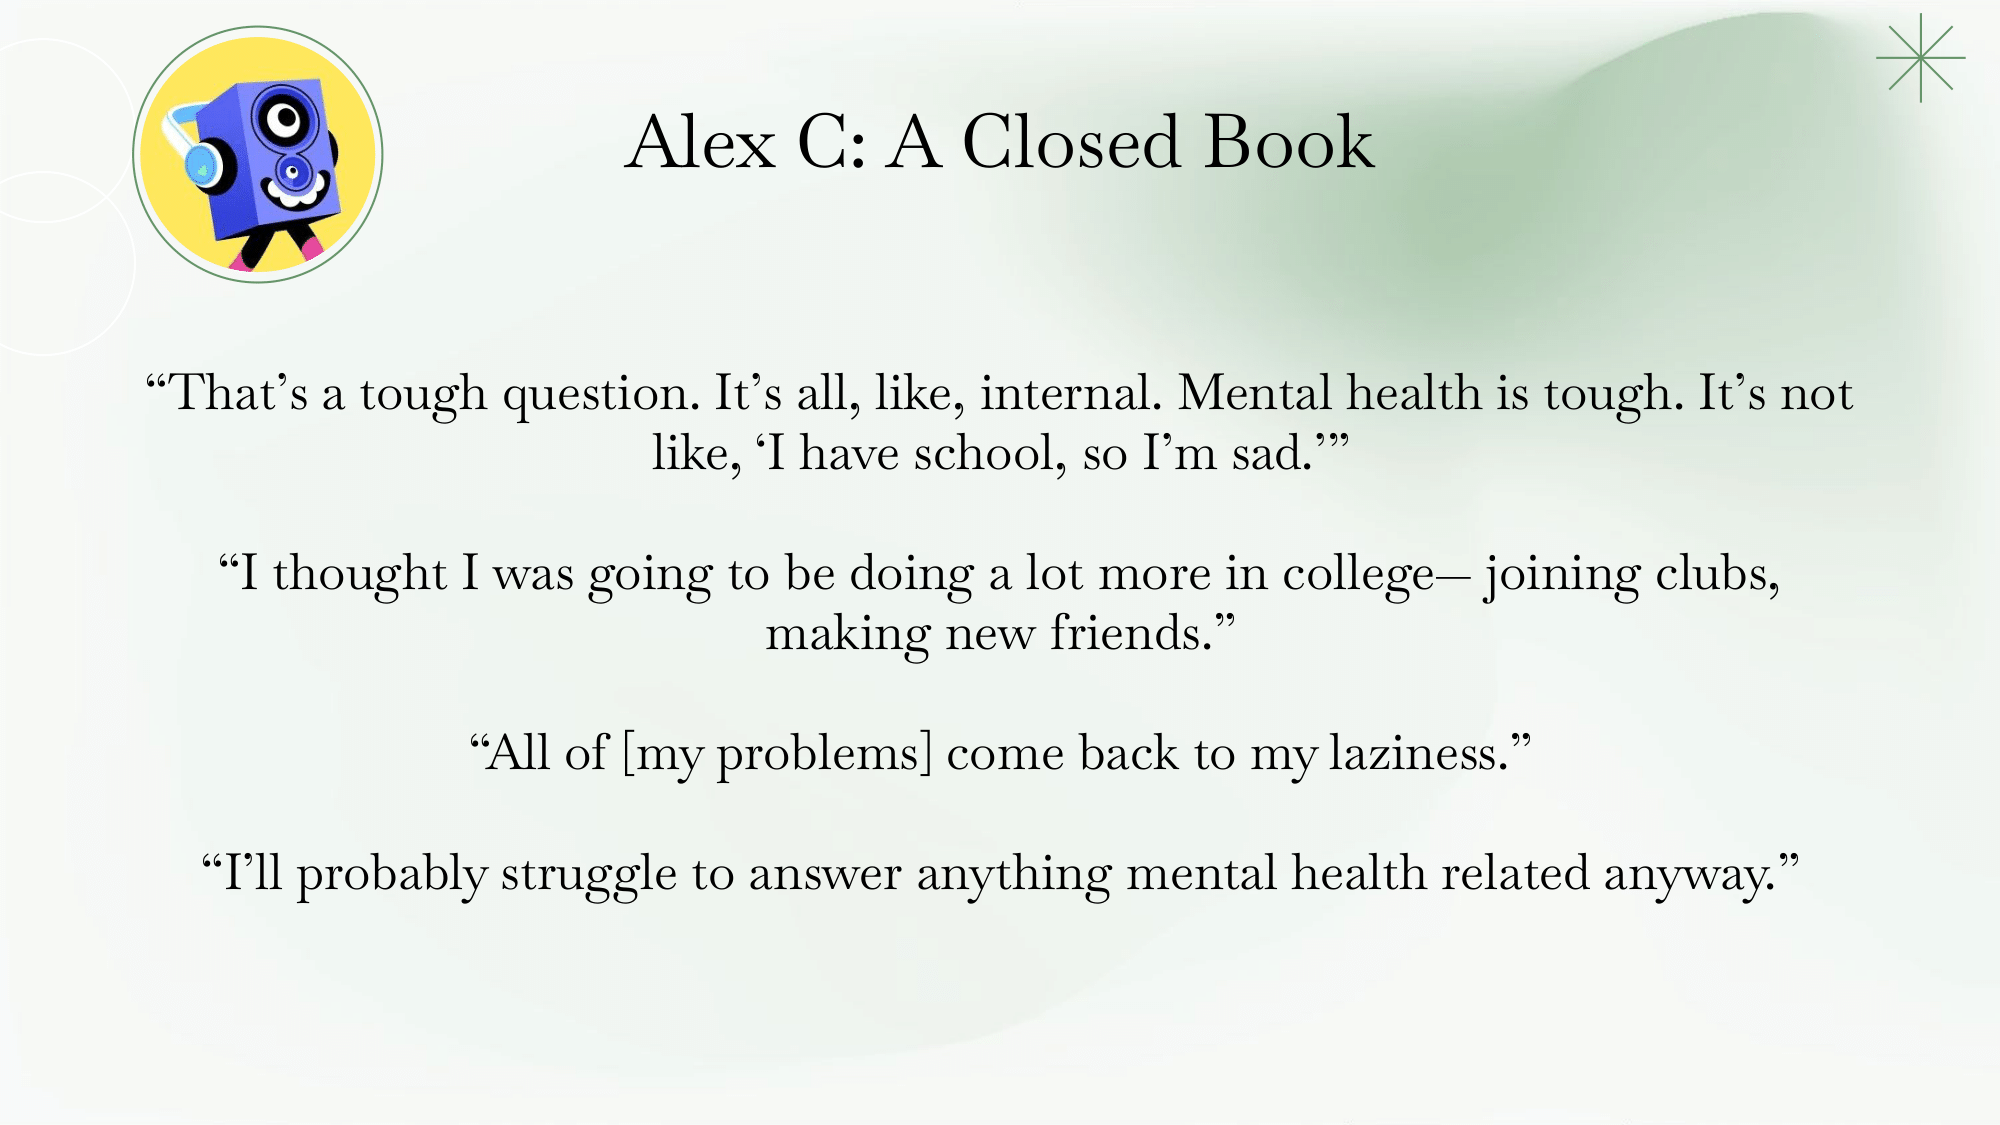 Alex C: A Closed Book
“That’s a tough question. It’s all, like, internal. Mental health is tough. It’s not
like, ‘I have school, so I’m sad.’”
“I thought I was going to be doing a lot more in college— joining clubs,
making new friends.”
“All of [my problems] come back to my laziness.”
“I’ll probably struggle to answer anything mental health related anyway.”